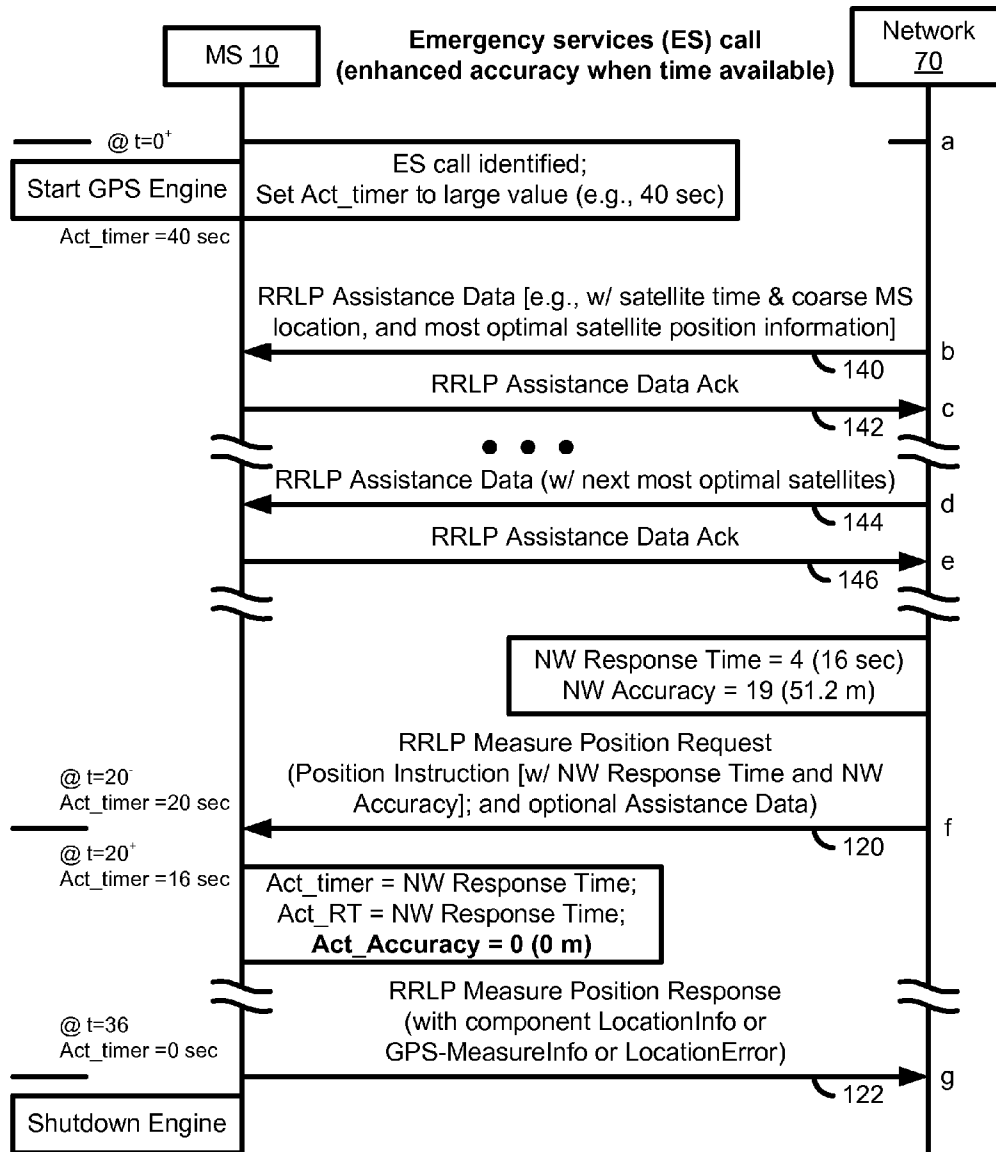 MS 10
Emergency services (ES) call
(enhanced accuracy when time available)
Network
70
@ t=0+
a
ES call identified;
Set Act_timer to large value (e.g., 40 sec)
Start GPS Engine
Act_timer =40 sec
RRLP Assistance Data [e.g., w/ satellite time & coarse MS
location, and most optimal satellite position information]
b
140
RRLP Assistance Data Ack
c
142
RRLP Assistance Data (w/ next most optimal satellites)
d
144
RRLP Assistance Data Ack
e
146
NW Response Time = 4 (16 sec)
NW Accuracy = 19 (51.2 m)
RRLP Measure Position Request
(Position Instruction [w/ NW Response Time and NW
Accuracy]; and optional Assistance Data)
@ t=20-
Act_timer =20 sec
f
120
@ t=20+
Act_timer =16 sec
Act_timer = NW Response Time;
Act_RT = NW Response Time;
Act_Accuracy = 0 (0 m)
RRLP Measure Position Response
(with component LocationInfo or
GPS-MeasureInfo or LocationError)
@ t=36
Act_timer =0 sec
g
122
Shutdown Engine